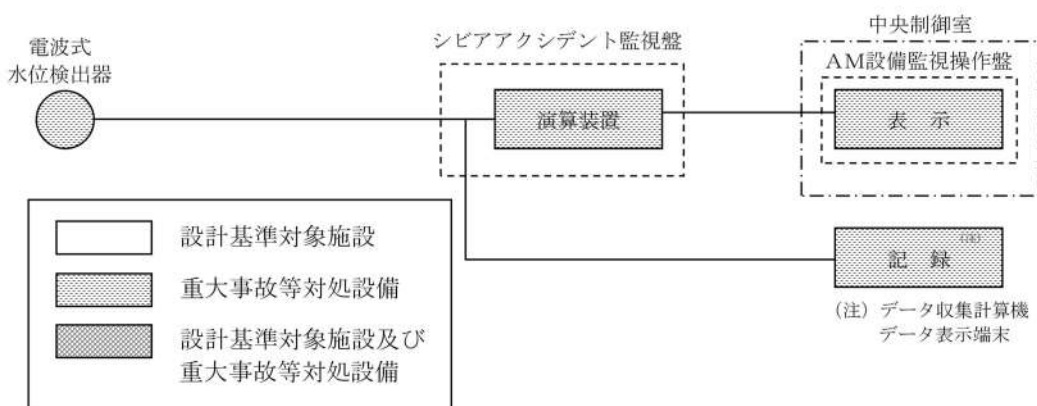 電波式
水位検出器
シビアアクシデント監視盤
演算装置
中央制御室
AM設備監視操作盤
表 示
記 録 (注)
(注) データ収集計算機
データ表示端末
設計基準対象施設
重大事故等対処設備
設計基準対象施設及び
重大事故等対処設備